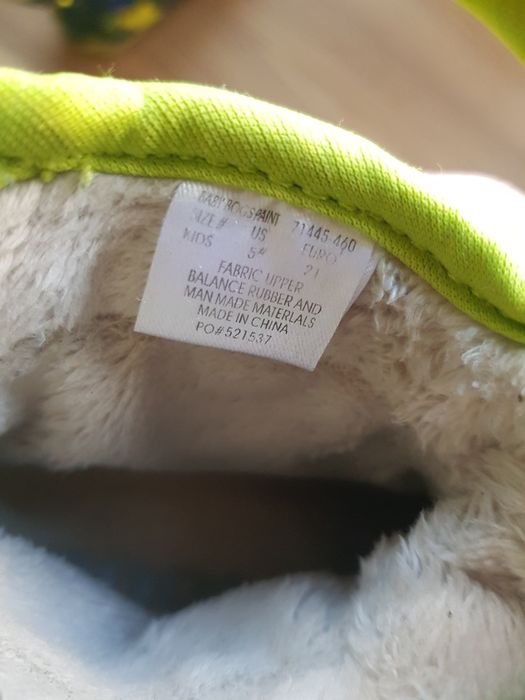 BABY BOGS PAINT 71445-460
SIZE # US EURO
KIDS 5# 21
FABRIC UPPER
BALANCE RUBBER AND
MAN MADE MATERLALS
MADE IN CHINA
PO#521537